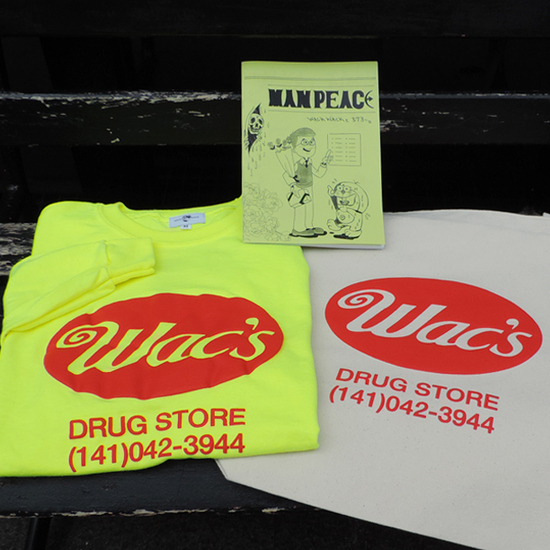 MANPEACE
Wac's
DRUG STORE
(141)042-3944
Wac's
DRUG STORE
(141)042-3944